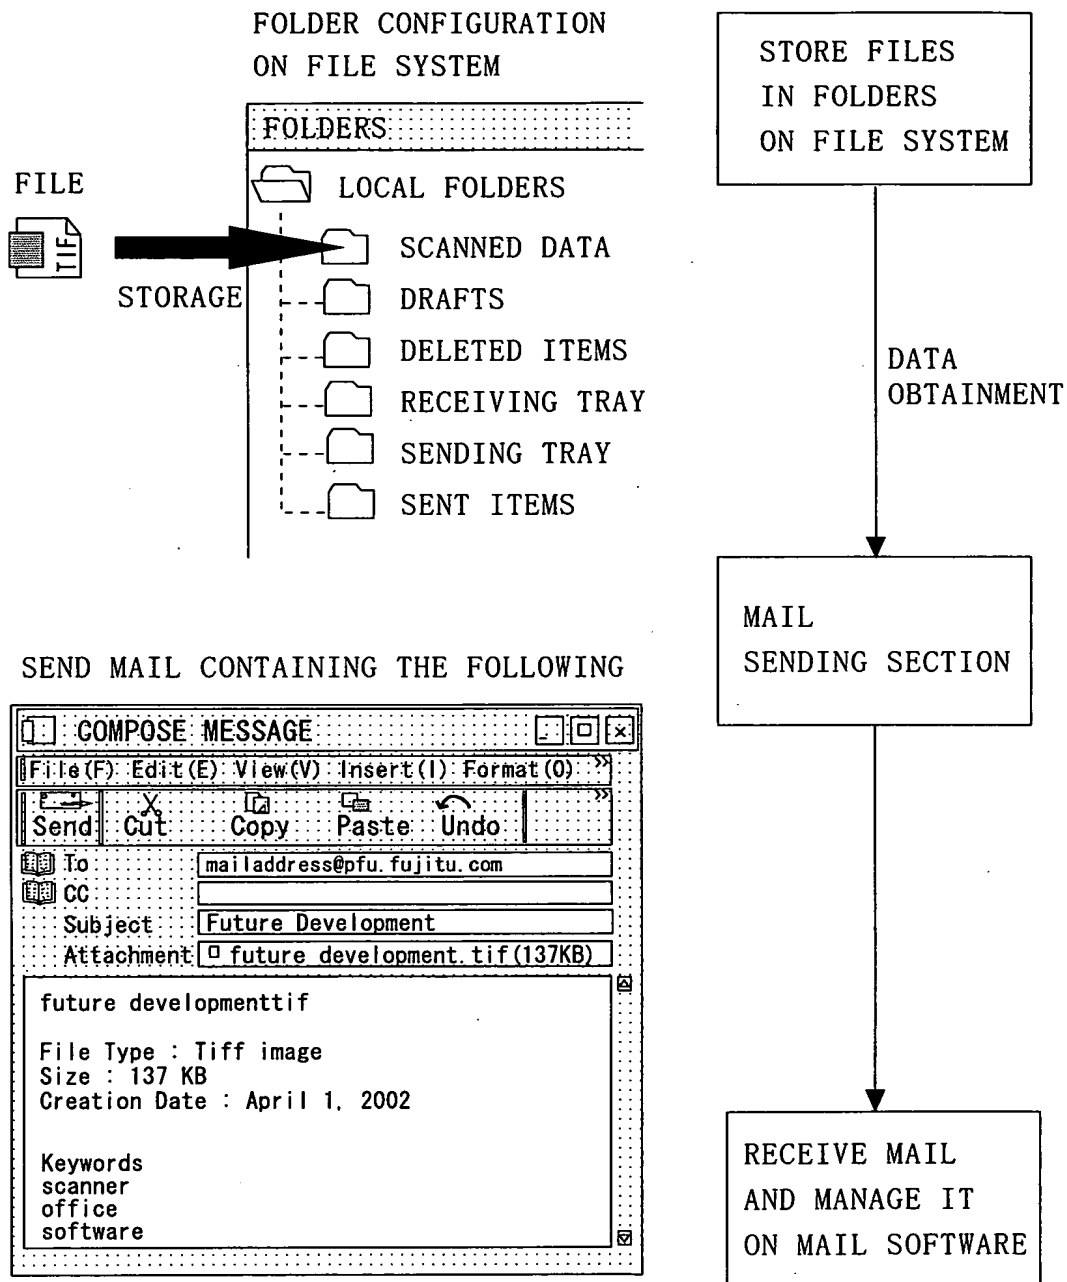 FOLDER CONFIGURATION
ON FILE SYSTEM
FOLDERS
FILE
TIF
STORAGE
LOCAL FOLDERS
SCANNED DATA
DRAFTS
DELETED ITEMS
RECEIVING TRAY
SENDING TRAY
SENT ITEMS
STORE FILES
IN FOLDERS
ON FILE SYSTEM
DATA
OBTAINMENT
MAIL
SENDING SECTION
SEND MAIL CONTAINING THE FOLLOWING
COMPOSE MESSAGE
File(F) Edit(E) View(V) Insert(I) Format(O) >>
Send Cut Copy Paste Undo >>
To mailaddress@pfu.fujitu.com
CC
Subject Future Development
Attachment future development.tif(137KB)
future developmenttif
File Type : Tiff image
Size : 137 KB
Creation Date : April 1, 2002
Keywords
scanner
office
software
RECEIVE MAIL
AND MANAGE IT
ON MAIL SOFTWARE